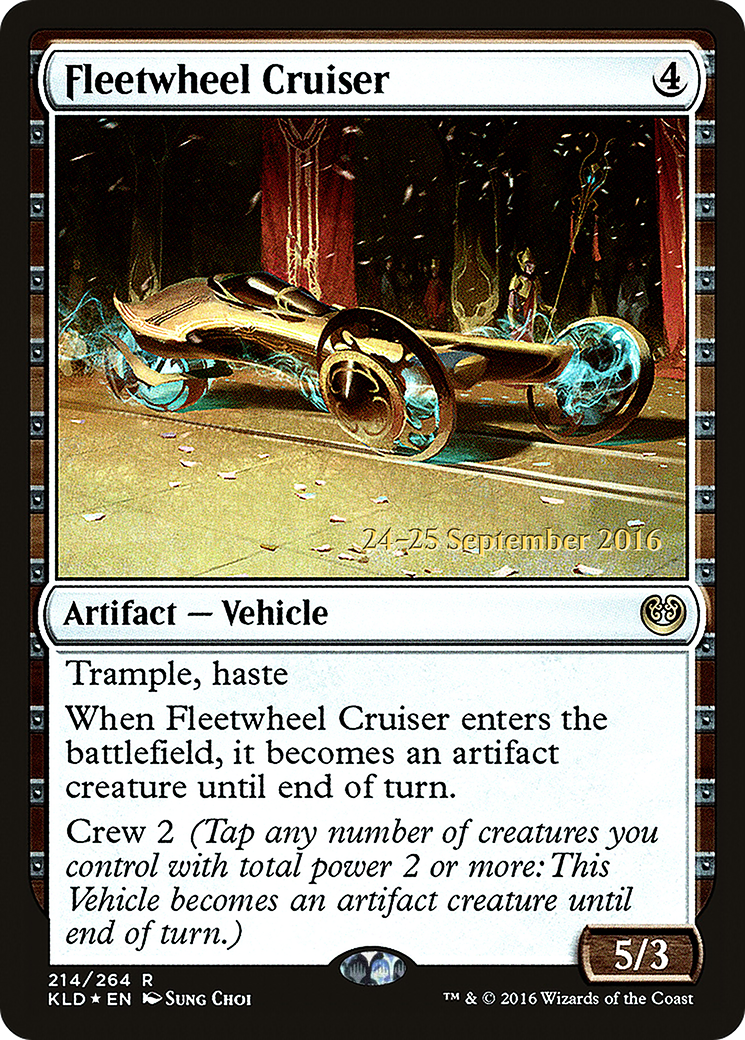 Fleetwheel Cruiser 4
24–25 September 2016
Artifact — Vehicle
Trample, haste
When Fleetwheel Cruiser enters the
battlefield, it becomes an artifact
creature until end of turn.
Crew 2 (Tap any number of creatures you
control with total power 2 or more: This
Vehicle becomes an artifact creature until
end of turn.)
5/3
214/264 R
KLD ★ EN Sung Choi
™ & © 2016 Wizards of the Coast